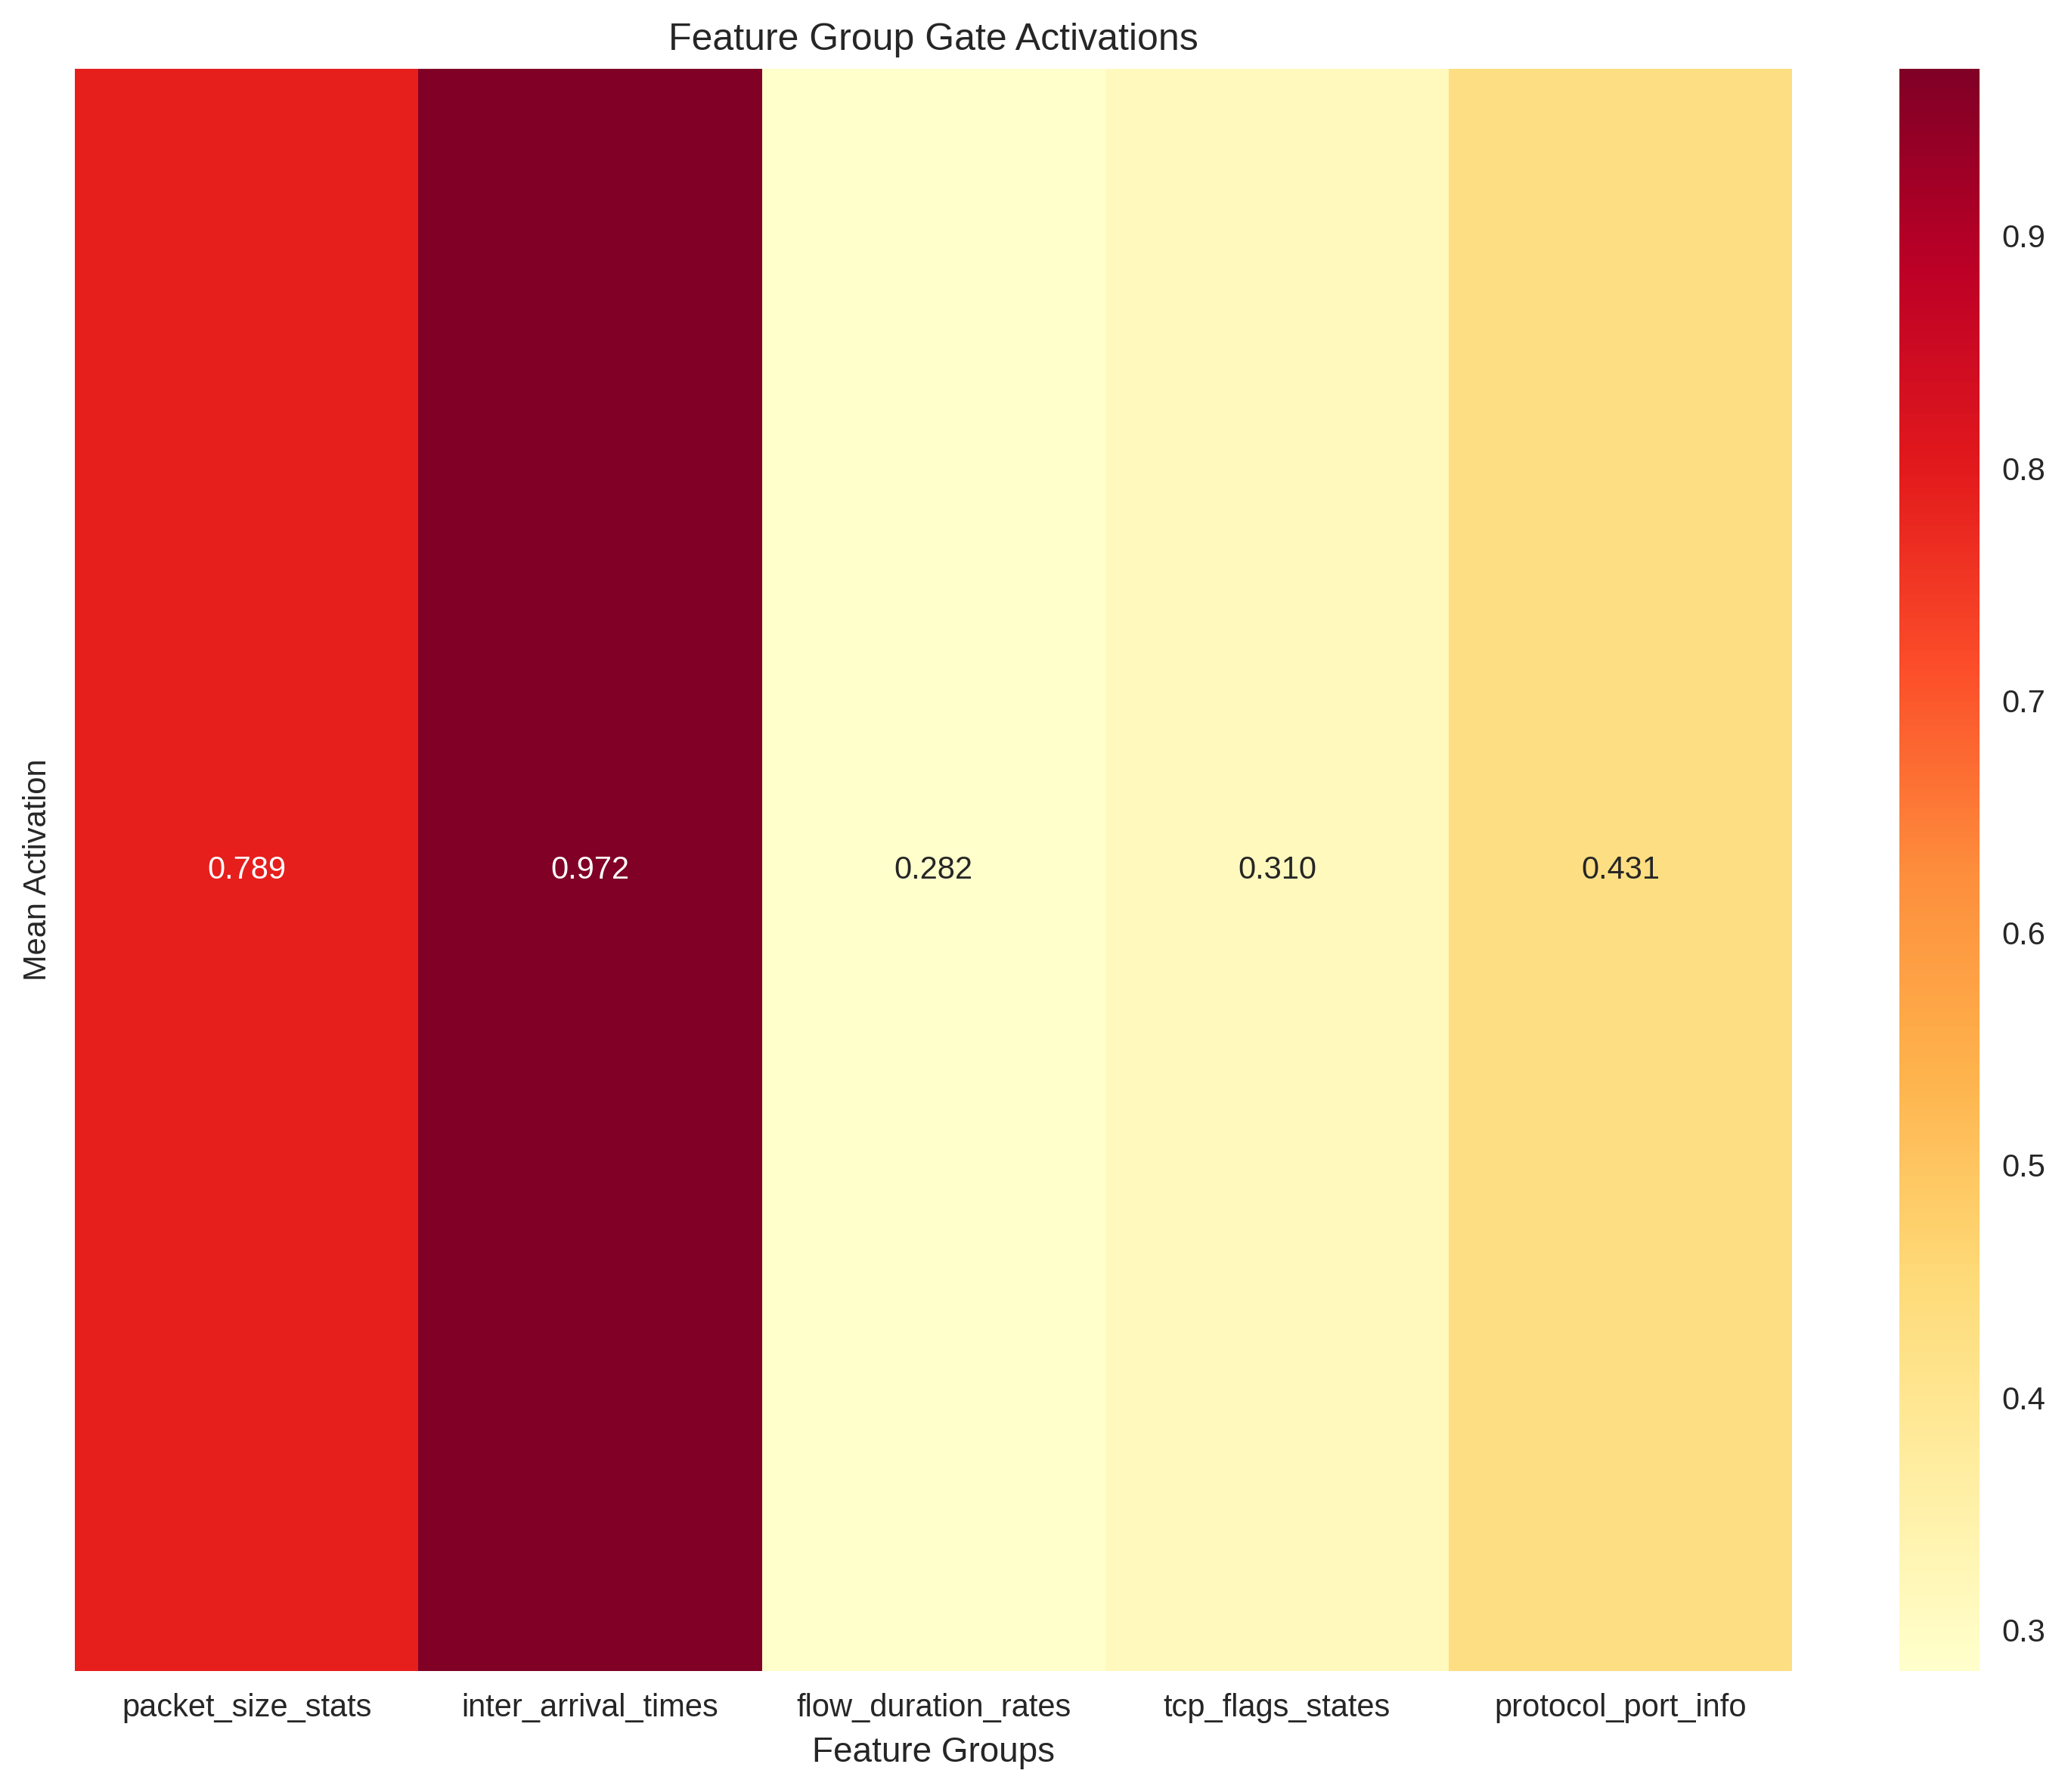 Feature Group Gate Activations
Mean Activation
0.789 0.972 0.282 0.310 0.431
packet_size_stats inter_arrival_times flow_duration_rates tcp_flags_states protocol_port_info
Feature Groups
0.9
0.8
0.7
0.6
0.5
0.4
0.3